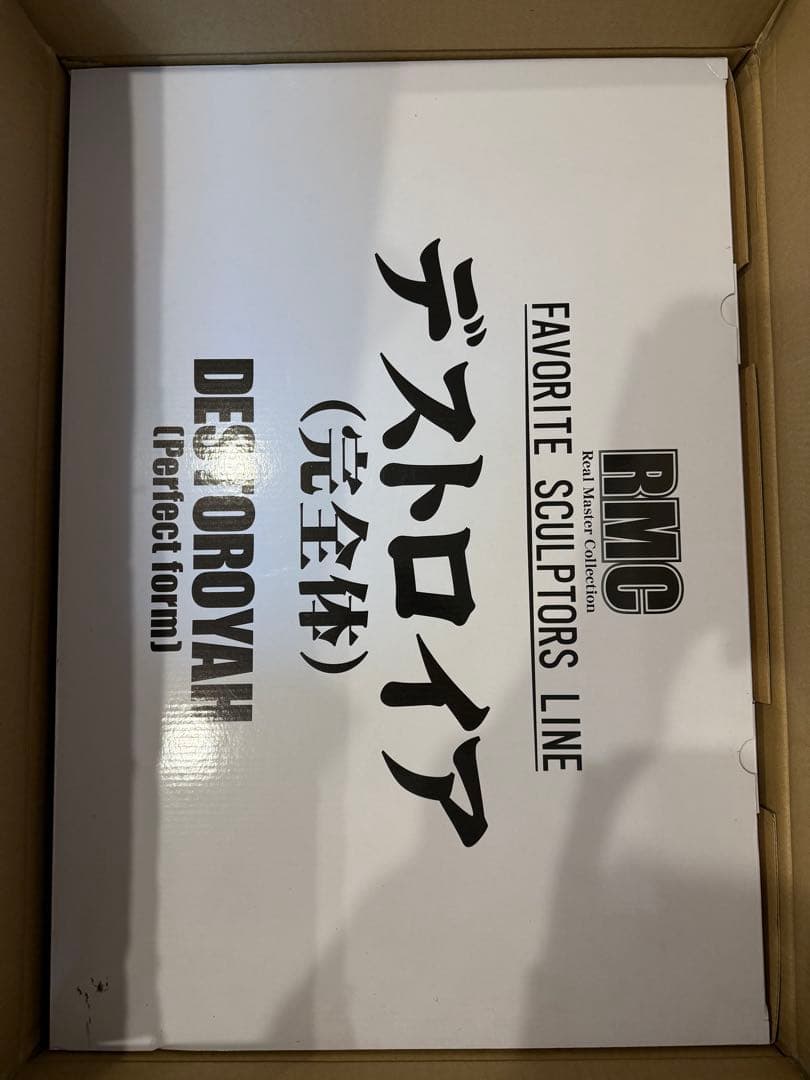 RMC
Real Master Collection
FAVORITE SCULPTORS LINE
デストロイア
(完全体)
DESTOROYAH
(Perfect form)